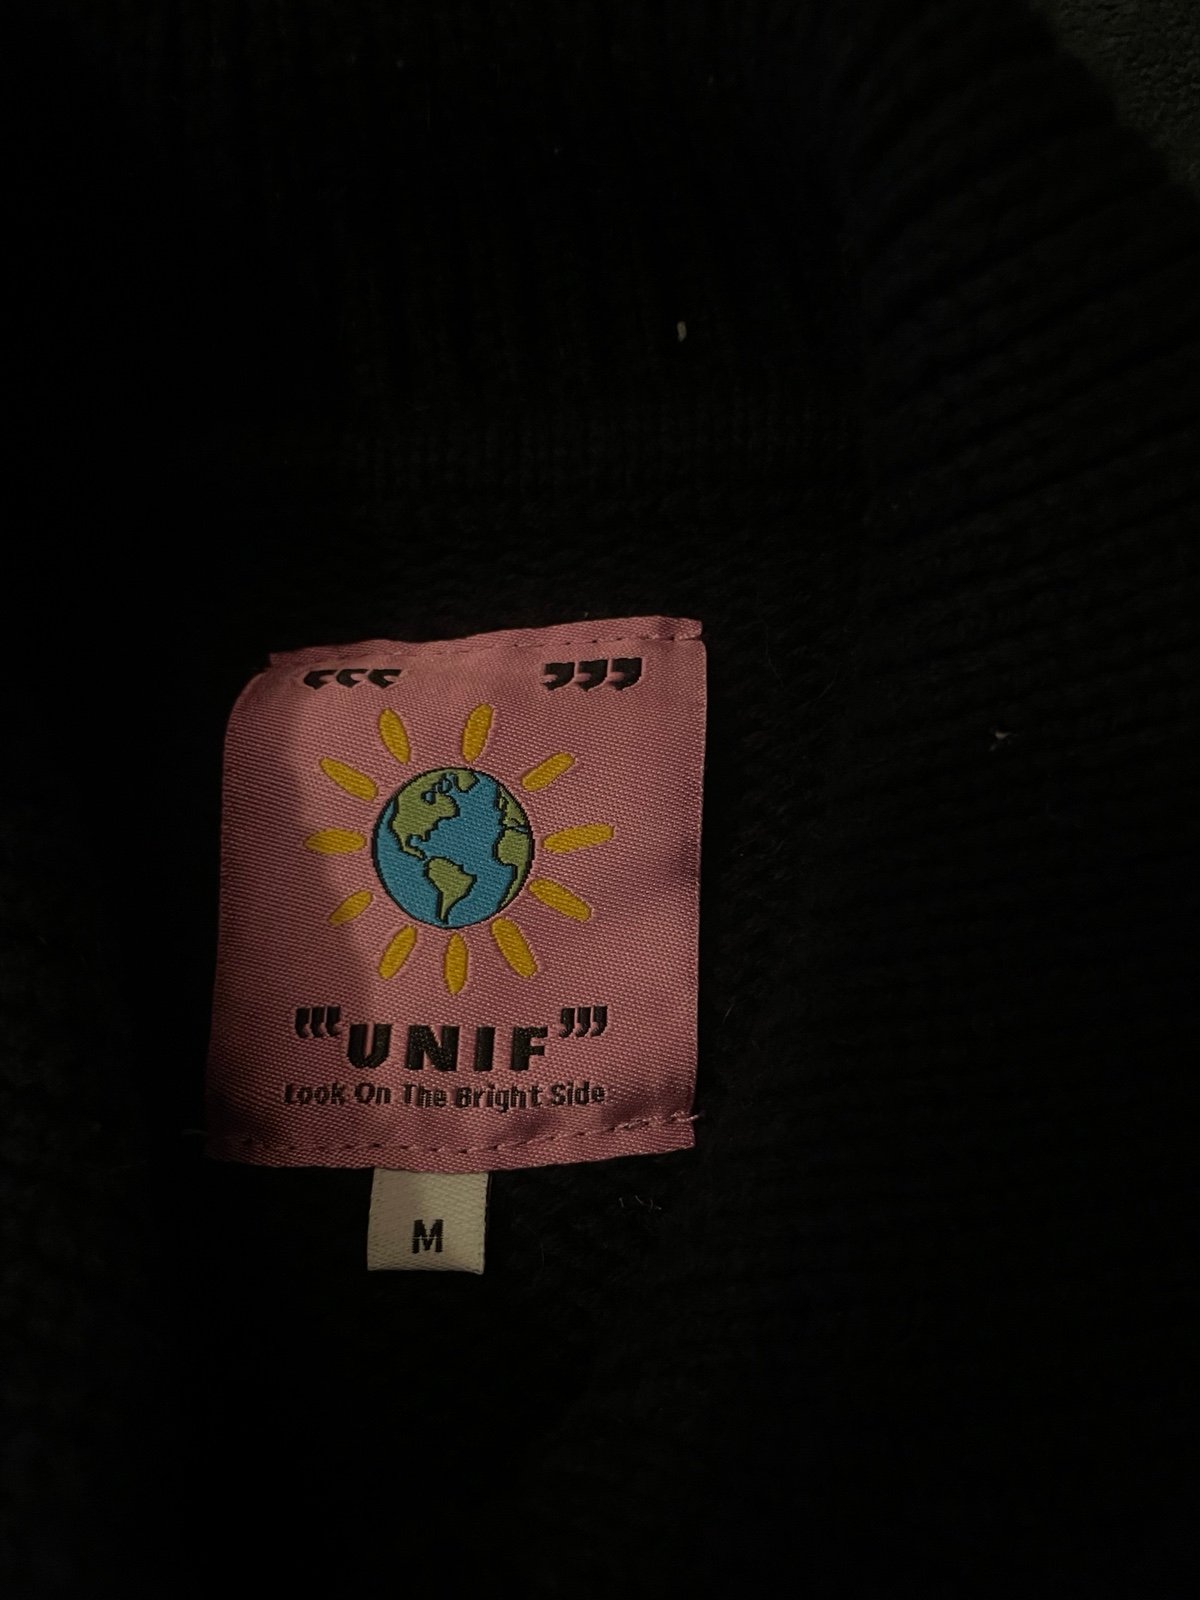 ““‘ ’””
““‘UNIF’””
Look On The Bright Side
M